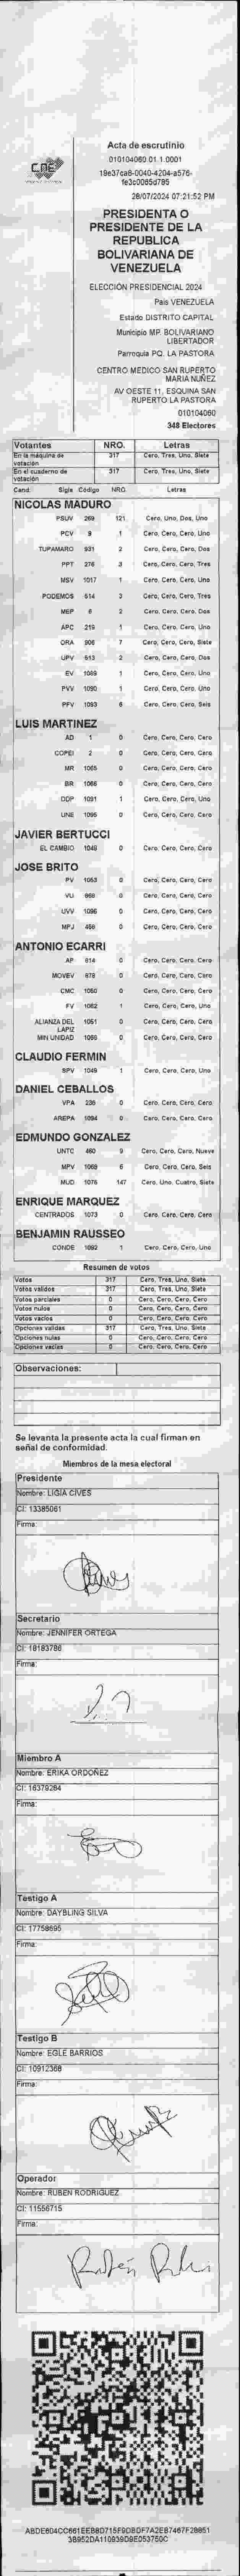 CNE
Acta de escrutinio
010104060.01.1.0001
28/07/2024 07:21:52 PM
PRESIDENTA O
PRESIDENTE DE LA
REPUBLICA
BOLIVARIANA DE
VENEZUELA
ELECCIÓN PRESIDENCIAL 2024
País VENEZUELA
Estado DISTRITO CAPITAL
Municipio MP. BOLIVARIANO
LIBERTADOR
Parroquia PQ. LA PASTORA
CENTRO MEDICO SAN RUPERTO
MARIA NUÑEZ
AV OESTE 11. ESQUINA SAN
RUPERTO LA PASTORA
010104060
348 Electores
Votantes NRO. Letras
En la máquina de votación 317 Cero, Tres, Uno, Siete
En el cuaderno de votación 317 Cero, Tres, Uno, Siete
Cand. Sigla Código NRO. Letras
NICOLAS MADURO
PSUV 269 121 Cero, Uno, Dos, Uno
PCV 9 1 Cero, Cero, Cero, Uno
TUPAMARO 931 2 Cero, Cero, Cero, Dos
PPT 276 3 Cero, Cero, Cero, Tres
MSV 1017 1 Cero, Cero, Cero, Uno
PODEMOS 514 3 Cero, Cero, Cero, Tres
MEP 6 2 Cero, Cero, Cero, Dos
APC 219 1 Cero, Cero, Cero, Uno
ORA 906 7 Cero, Cero, Cero, Siete
UPV 513 2 Cero, Cero, Cero, Dos
EV 1089 1 Cero, Cero, Cero, Uno
PVV 1090 1 Cero, Cero, Cero, Uno
PFV 1093 6 Cero, Cero, Cero, Seis
LUIS MARTINEZ
AD 1 0 Cero, Cero, Cero, Cero
COPEI 2 0 Cero, Cero, Cero, Cero
MR 1065 0 Cero, Cero, Cero, Cero
BR 1066 0 Cero, Cero, Cero, Cero
DDP 1091 1 Cero, Cero, Cero, Uno
UNE 1095 0 Cero, Cero, Cero, Cero
JAVIER BERTUCCI
EL CAMBIO 1048 0 Cero, Cero, Cero, Cero
JOSE BRITO
PV 1053 0 Cero, Cero, Cero, Cero
VU 0 Cero, Cero, Cero, Cero
UVV 1096 0 Cero, Cero, Cero, Cero
MPJ 0 Cero, Cero, Cero, Cero
ANTONIO ECARRI
AP 814 0 Cero, Cero, Cero, Cero
MOVEV 878 0 Cero, Cero, Cero, Cero
CMC 1050 0 Cero, Cero, Cero, Cero
FV 1062 1 Cero, Cero, Cero, Uno
ALIANZA DEL LAPIZ 1051 0 Cero, Cero, Cero, Cero
MIN UNIDAD 0 Cero, Cero, Cero, Cero
CLAUDIO FERMIN
SPV 1049 1 Cero, Cero, Cero, Uno
DANIEL CEBALLOS
VPA 0 Cero, Cero, Cero, Cero
AREPA 1094 0 Cero, Cero, Cero, Cero
EDMUNDO GONZALEZ
UNTC 460 9 Cero, Cero, Cero, Nueve
MPV 6 Cero, Cero, Cero, Seis
MUD 1076 147 Cero, Uno, Cuatro, Siete
ENRIQUE MARQUEZ
CENTRADOS 1073 0 Cero, Cero, Cero, Cero
BENJAMIN RAUSSEO
CONDE 1092 1 Cero, Cero, Cero, Uno
Resumen de votos
Votos 317 Cero, Tres, Uno, Siete
Votos validos 317 Cero, Tres, Uno, Siete
Votos parciales 0 Cero, Cero, Cero, Cero
Votos nulos 0 Cero, Cero, Cero, Cero
Votos vacíos 0 Cero, Cero, Cero, Cero
Opciones validas 317 Cero, Tres, Uno, Siete
Opciones nulas 0 Cero, Cero, Cero, Cero
Opciones vacías 0 Cero, Cero, Cero, Cero
Observaciones:
Se levanta la presente acta la cual firman en
señal de conformidad.
Miembros de la mesa electoral
Presidente
Nombre: LIGIA CIVES
CI: 13385061
Firma:
Secretario
Nombre: JENNIFER ORTEGA
CI: 18183786
Firma:
Miembro A
Nombre: ERIKA ORDOÑEZ
CI: 16379284
Firma:
Testigo A
Nombre: DAYBLING SILVA
CI: 17758695
Firma:
Testigo B
Nombre: EGLE BARRIOS
CI: 10912368
Firma:
Operador
Nombre: RUBEN RODRIGUEZ
CI: 11556715
Firma:
Rubén